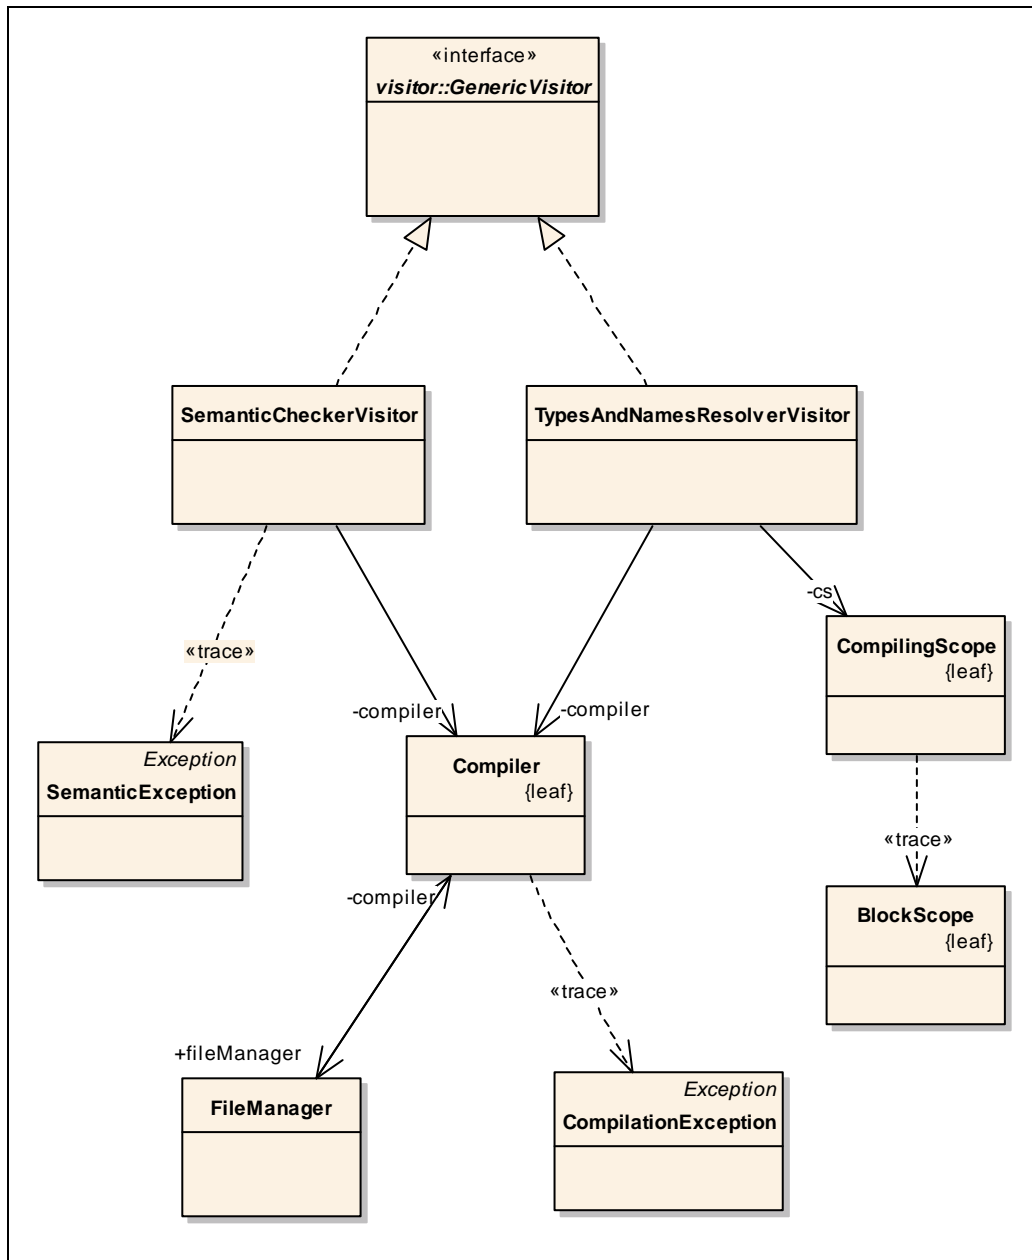 «interface»
visitor::GenericVisitor
SemanticCheckerVisitor
TypesAndNamesResolverVisitor
-cs
«trace»
CompilingScope
{leaf}
-compiler
-compiler
Exception
SemanticException
Compiler
{leaf}
«trace»
-compiler
BlockScope
{leaf}
«trace»
+fileManager
FileManager
Exception
CompilationException